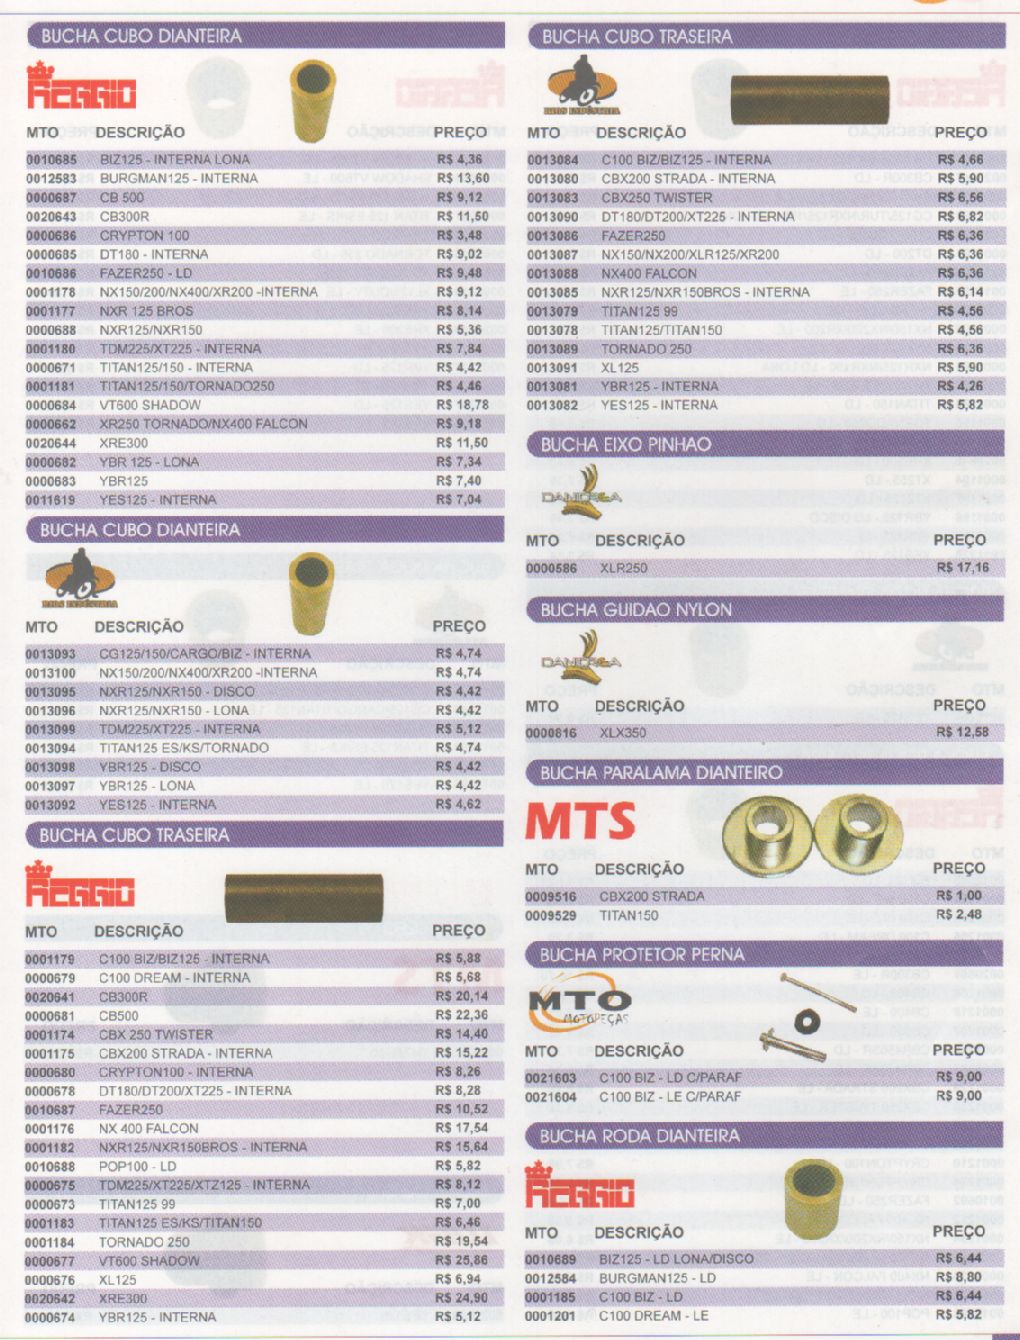 BUCHA CUBO DIANTEIRA
REGGIO
MTO DESCRIÇÃO PREÇO
0010685 BIZ125 - INTERNA LONA R$ 4,36
0012583 BURGMAN125 - INTERNA R$ 13,60
0000687 CB 500 R$ 9,12
0020643 CB300R R$ 11,50
0000686 CRYPTON 100 R$ 3,48
0000685 DT180 - INTERNA R$ 9,02
0010686 FAZER250 - LD R$ 9,48
0001178 NX150/200/NX400/XR200 -INTERNA R$ 9,12
0001177 NXR 125 BROS R$ 8,14
0000688 NXR125/NXR150 R$ 5,36
0001180 TDM225/XT225 - INTERNA R$ 7,84
0000671 TITAN125/150 - INTERNA R$ 4,42
0001181 TITAN125/150/TORNADO250 R$ 4,46
0000684 VT600 SHADOW R$ 18,78
0000662 XR250 TORNADO/NX400 FALCON R$ 9,18
0020644 XRE300 R$ 11,50
0000682 YBR 125 - LONA R$ 7,34
0000683 YBR125 R$ 7,40
0011619 YES125 - INTERNA R$ 7,04
BUCHA CUBO DIANTEIRA
MTO DESCRIÇÃO PREÇO
0013093 CG125/150/CARGO/BIZ - INTERNA R$ 4,74
0013100 NX150/200/NX400/XR200 -INTERNA R$ 4,74
0013095 NXR125/NXR150 - DISCO R$ 4,42
0013096 NXR125/NXR150 - LONA R$ 4,42
0013099 TDM225/XT225 - INTERNA R$ 5,12
0013094 TITAN125 ES/KS/TORNADO R$ 4,74
0013098 YBR125 - DISCO R$ 4,42
0013097 YBR125 - LONA R$ 4,42
0013092 YES125 - INTERNA R$ 4,62
BUCHA CUBO TRASEIRA
REGGIO
MTO DESCRIÇÃO PREÇO
0001179 C100 BIZ/BIZ125 - INTERNA R$ 5,88
0000679 C100 DREAM - INTERNA R$ 5,68
0020641 CB300R R$ 20,14
0000681 CB500 R$ 22,36
0001174 CBX 250 TWISTER R$ 14,40
0001175 CBX200 STRADA - INTERNA R$ 15,22
0000680 CRYPTON100 - INTERNA R$ 8,26
0000678 DT180/DT200/XT225 - INTERNA R$ 8,28
0010687 FAZER250 R$ 10,52
0001176 NX 400 FALCON R$ 17,54
0001182 NXR125/NXR150BROS - INTERNA R$ 15,64
0010688 POP100 - LD R$ 5,82
0000675 TDM225/XT225/XTZ125 - INTERNA R$ 8,12
0000673 TITAN125 99 R$ 7,00
0001183 TITAN125 ES/KS/TITAN150 R$ 6,46
0001184 TORNADO 250 R$ 19,54
0000677 VT600 SHADOW R$ 25,86
0000676 XL125 R$ 6,94
0020642 XRE300 R$ 24,90
0000674 YBR125 - INTERNA R$ 5,12
BUCHA CUBO TRASEIRA
MTO DESCRIÇÃO PREÇO
0013084 C100 BIZ/BIZ125 - INTERNA R$ 4,66
0013080 CBX200 STRADA - INTERNA R$ 5,90
0013083 CBX250 TWISTER R$ 6,56
0013090 DT180/DT200/XT225 - INTERNA R$ 6,82
0013086 FAZER250 R$ 6,36
0013087 NX150/NX200/XLR125/XR200 R$ 6,36
0013088 NX400 FALCON R$ 6,36
0013085 NXR125/NXR150BROS - INTERNA R$ 6,14
0013079 TITAN125 99 R$ 4,56
0013078 TITAN125/TITAN150 R$ 4,56
0013089 TORNADO 250 R$ 6,36
0013091 XL125 R$ 5,90
0013081 YBR125 - INTERNA R$ 4,26
0013082 YES125 - INTERNA R$ 5,82
BUCHA EIXO PINHAO
MTO DESCRIÇÃO PREÇO
0000586 XLR250 R$ 17,16
BUCHA GUIDAO NYLON
MTO DESCRIÇÃO PREÇO
0000816 XLX350 R$ 12,58
BUCHA PARALAMA DIANTEIRO
MTS
MTO DESCRIÇÃO PREÇO
0009516 CBX200 STRADA R$ 1,00
0009529 TITAN150 R$ 2,48
BUCHA PROTETOR PERNA
MTO
MOTOPEÇAS
MTO DESCRIÇÃO PREÇO
0021603 C100 BIZ - LD C/PARAF R$ 9,00
0021604 C100 BIZ - LE C/PARAF R$ 9,00
BUCHA RODA DIANTEIRA
REGGIO
MTO DESCRIÇÃO PREÇO
0010689 BIZ125 - LD LONA/DISCO R$ 6,44
0012584 BURGMAN125 - LD R$ 8,80
0001185 C100 BIZ - LD R$ 6,44
0001201 C100 DREAM - LE R$ 5,82